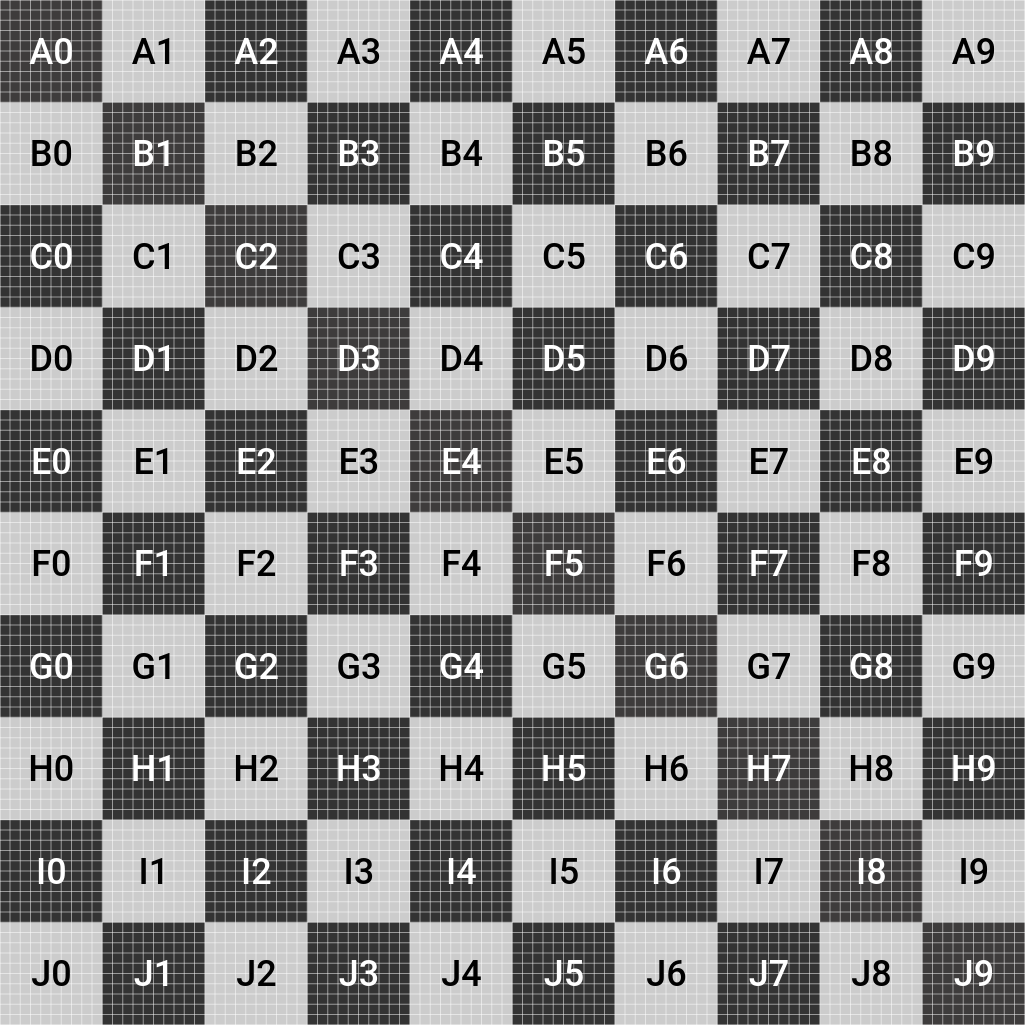 A0 A1 A2 A3 A4 A5 A6 A7 A8 A9
B0 B1 B2 B3 B4 B5 B6 B7 B8 B9
C0 C1 C2 C3 C4 C5 C6 C7 C8 C9
D0 D1 D2 D3 D4 D5 D6 D7 D8 D9
E0 E1 E2 E3 E4 E5 E6 E7 E8 E9
F0 F1 F2 F3 F4 F5 F6 F7 F8 F9
G0 G1 G2 G3 G4 G5 G6 G7 G8 G9
H0 H1 H2 H3 H4 H5 H6 H7 H8 H9
I0 I1 I2 I3 I4 I5 I6 I7 I8 I9
J0 J1 J2 J3 J4 J5 J6 J7 J8 J9